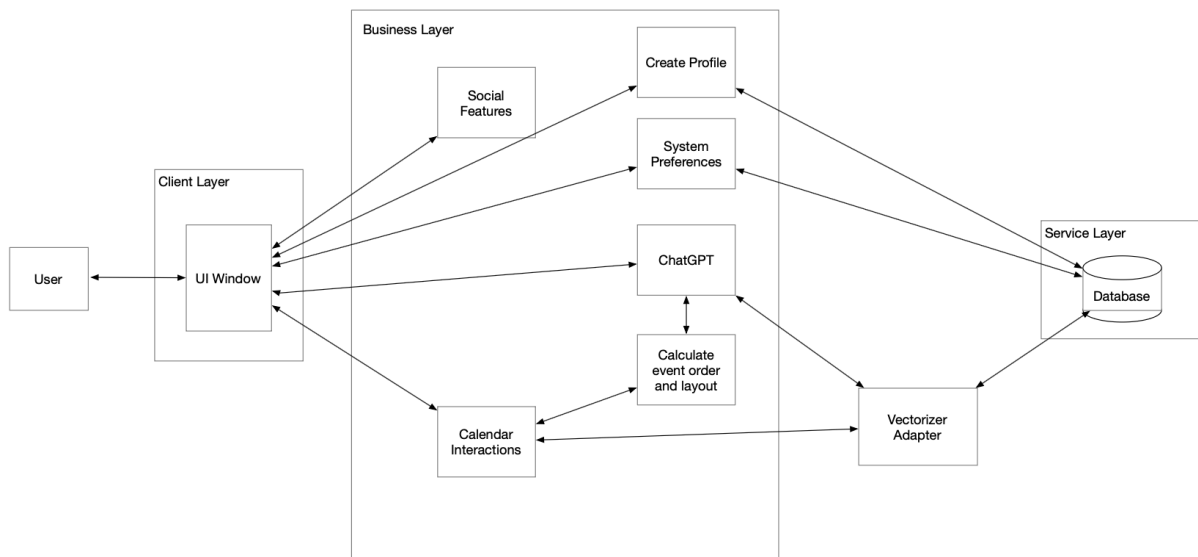 Business Layer
Create Profile
Social
Features
System
Preferences
Client Layer
UI Window
User
ChatGPT
Service Layer
Database
Calculate
event order
and layout
Calendar
Interactions
Vectorizer
Adapter